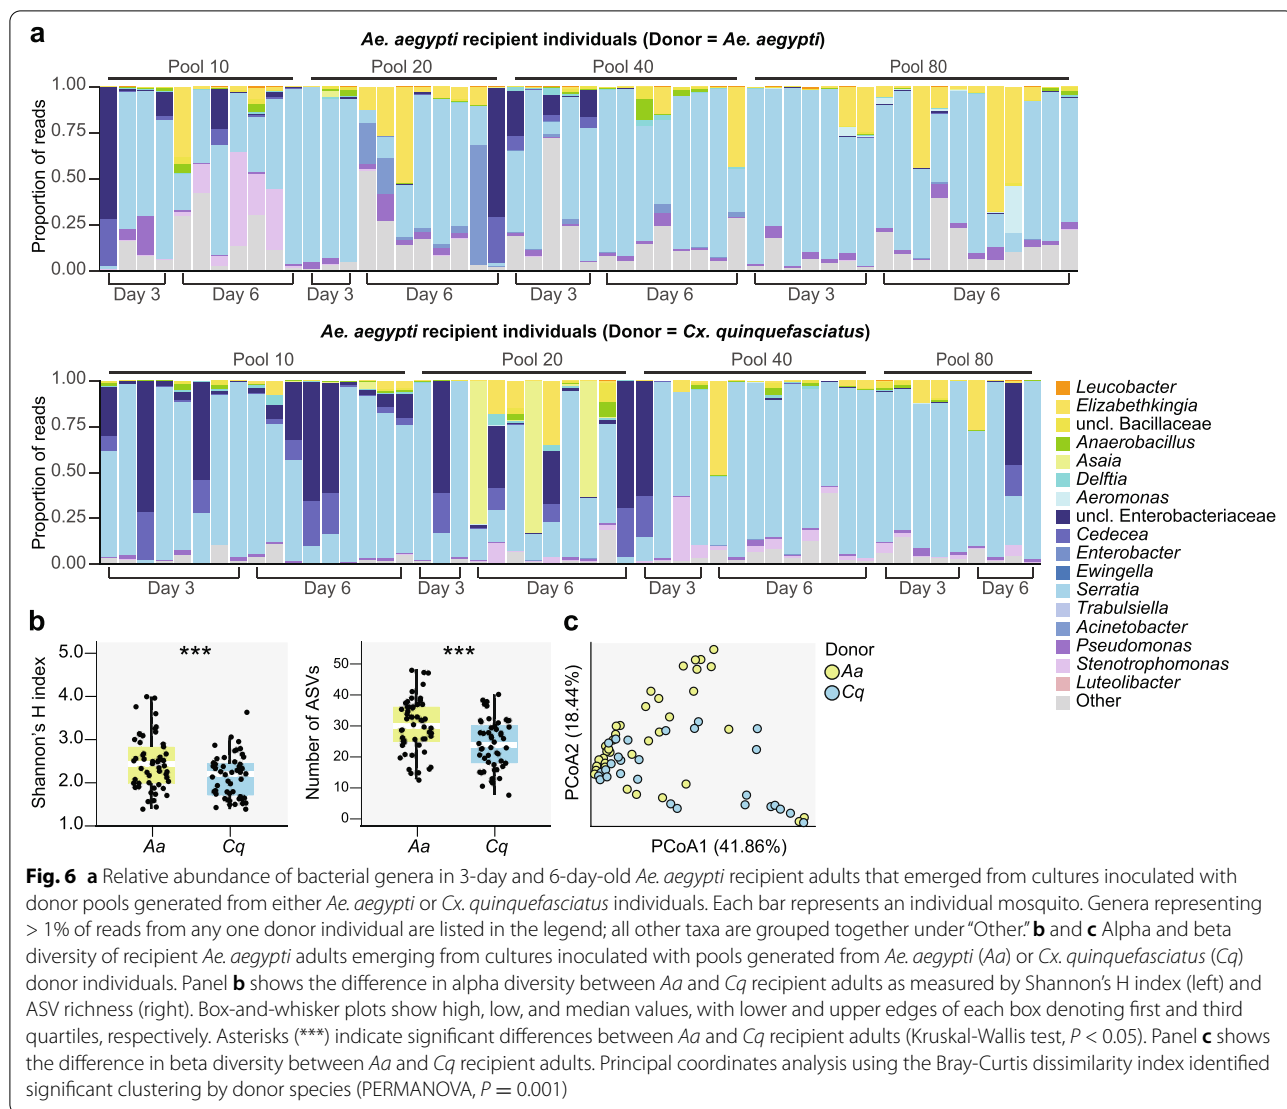 a
Ae. aegypti recipient individuals (Donor = Ae. aegypti)
Pool 10 Pool 20 Pool 40 Pool 80
Proportion of reads
1.00
0.75
0.50
0.25
0.00
Day 3 Day 6 Day 3 Day 6 Day 3 Day 6 Day 3 Day 6
Ae. aegypti recipient individuals (Donor = Cx. quinquefasciatus)
Pool 10 Pool 20 Pool 40 Pool 80
Proportion of reads
1.00
0.75
0.50
0.25
0.00
Day 3 Day 6 Day 3 Day 6 Day 3 Day 6 Day 3 Day 6
Leucobacter
Elizabethkingia
uncl. Bacillaceae
Anaerobacillus
Asaia
Delftia
Aeromonas
uncl. Enterobacteriaceae
Cedecea
Enterobacter
Ewingella
Serratia
Trabulsiella
Acinetobacter
Pseudomonas
Stenotrophomonas
Luteolibacter
Other
b
Shannon's H index
5.0
4.0
3.0
2.0
1.0
***
Aa Cq
Number of ASVs
50
40
30
20
10
0
***
Aa Cq
c
PCoA2 (18.44%)
PCoA1 (41.86%)
Donor
Aa
Cq
Fig. 6 a Relative abundance of bacterial genera in 3-day and 6-day-old Ae. aegypti recipient adults that emerged from cultures inoculated with
donor pools generated from either Ae. aegypti or Cx. quinquefasciatus individuals. Each bar represents an individual mosquito. Genera representing
> 1% of reads from any one donor individual are listed in the legend; all other taxa are grouped together under “Other.” b and c Alpha and beta
diversity of recipient Ae. aegypti adults emerging from cultures inoculated with pools generated from Ae. aegypti (Aa) or Cx. quinquefasciatus (Cq)
donor individuals. Panel b shows the difference in alpha diversity between Aa and Cq recipient adults as measured by Shannon’s H index (left) and
ASV richness (right). Box-and-whisker plots show high, low, and median values, with lower and upper edges of each box denoting first and third
quartiles, respectively. Asterisks (***) indicate significant differences between Aa and Cq recipient adults (Kruskal-Wallis test, P < 0.05). Panel c shows
the difference in beta diversity between Aa and Cq recipient adults. Principal coordinates analysis using the Bray-Curtis dissimilarity index identified
significant clustering by donor species (PERMANOVA, P = 0.001)